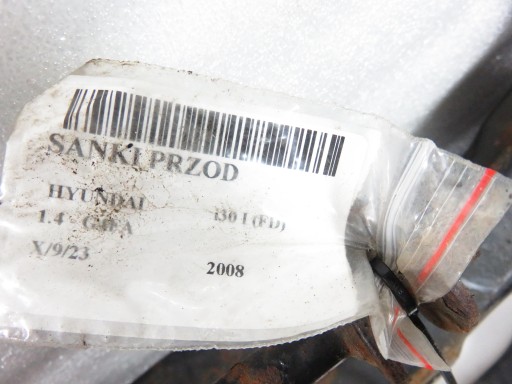 SANKI PRZOD
HYUNDAI i30 I (FD)
1.4 G4FA
X/9/23 2008